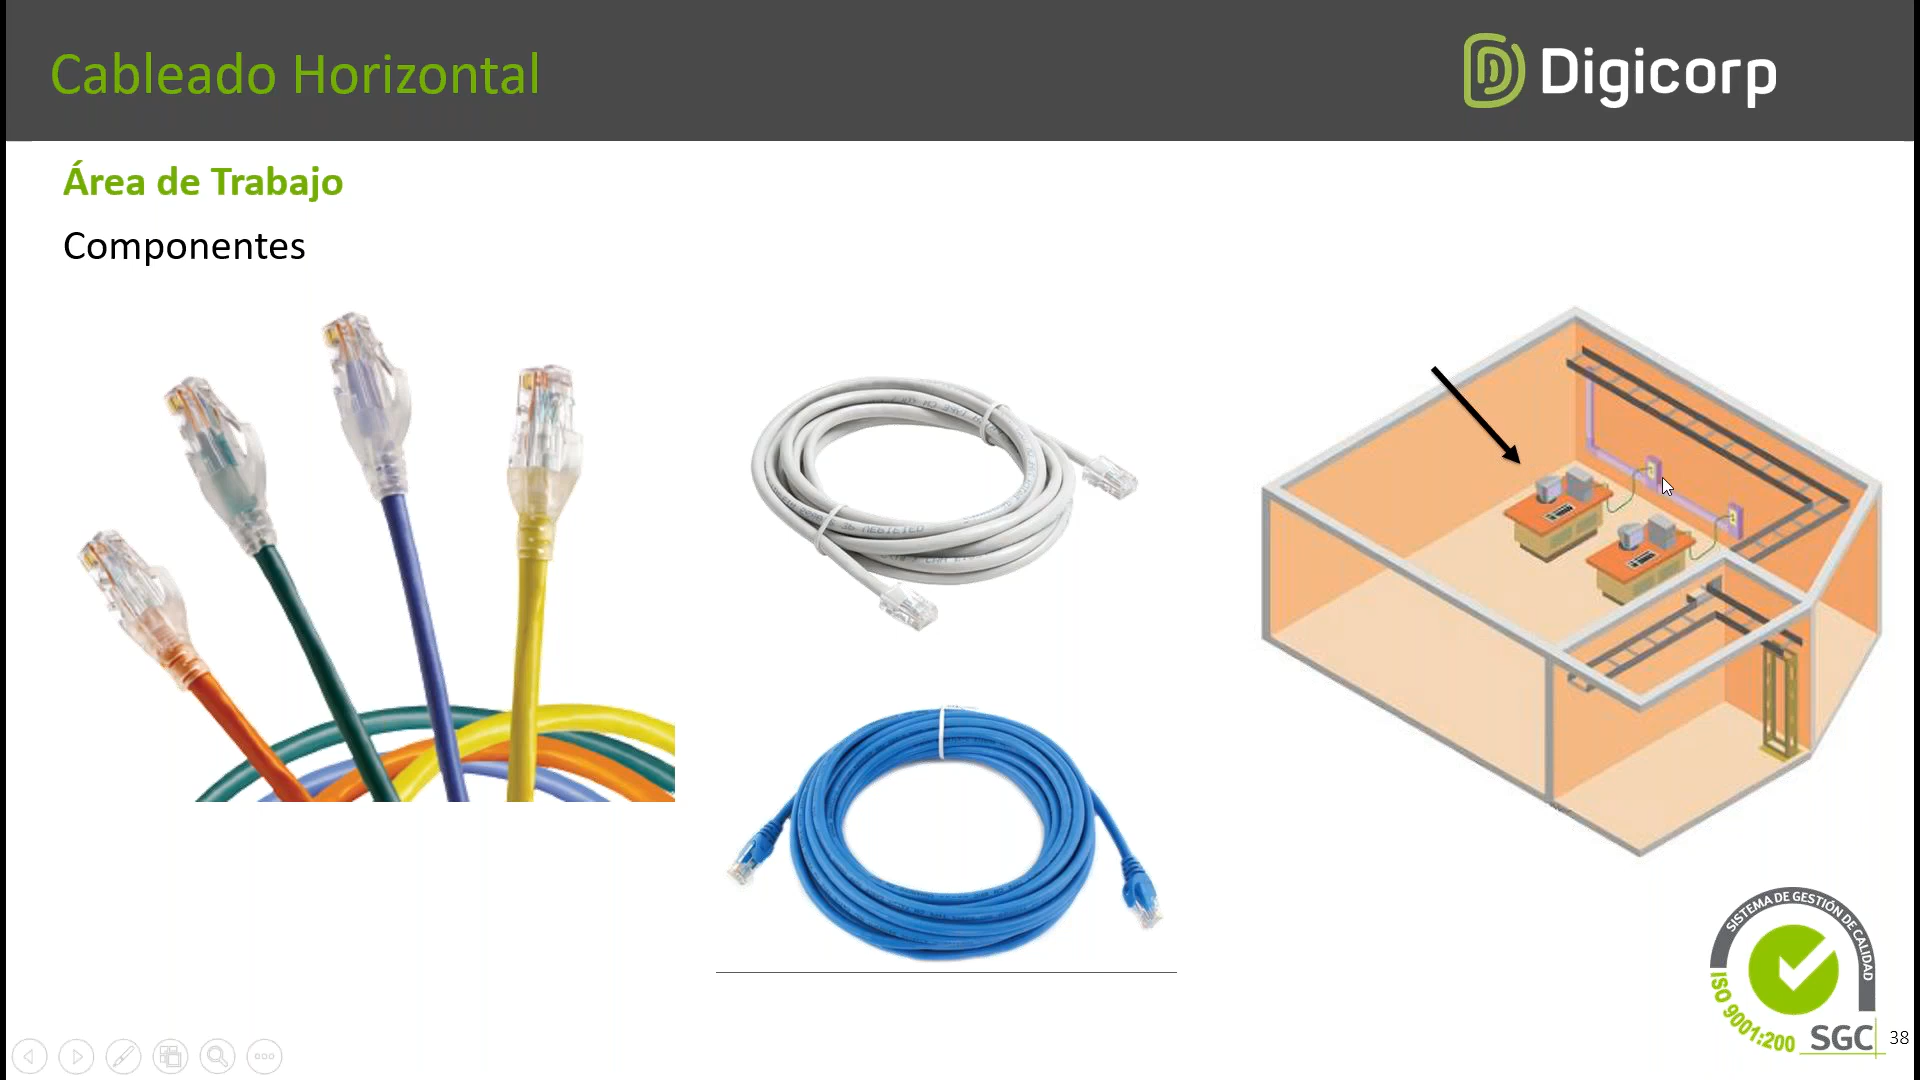 Cableado Horizontal
Digicorp
Área de Trabajo
Componentes
SISTEMA DE GESTIÓN DE CALIDAD
ISO 9001:200
SGC
38